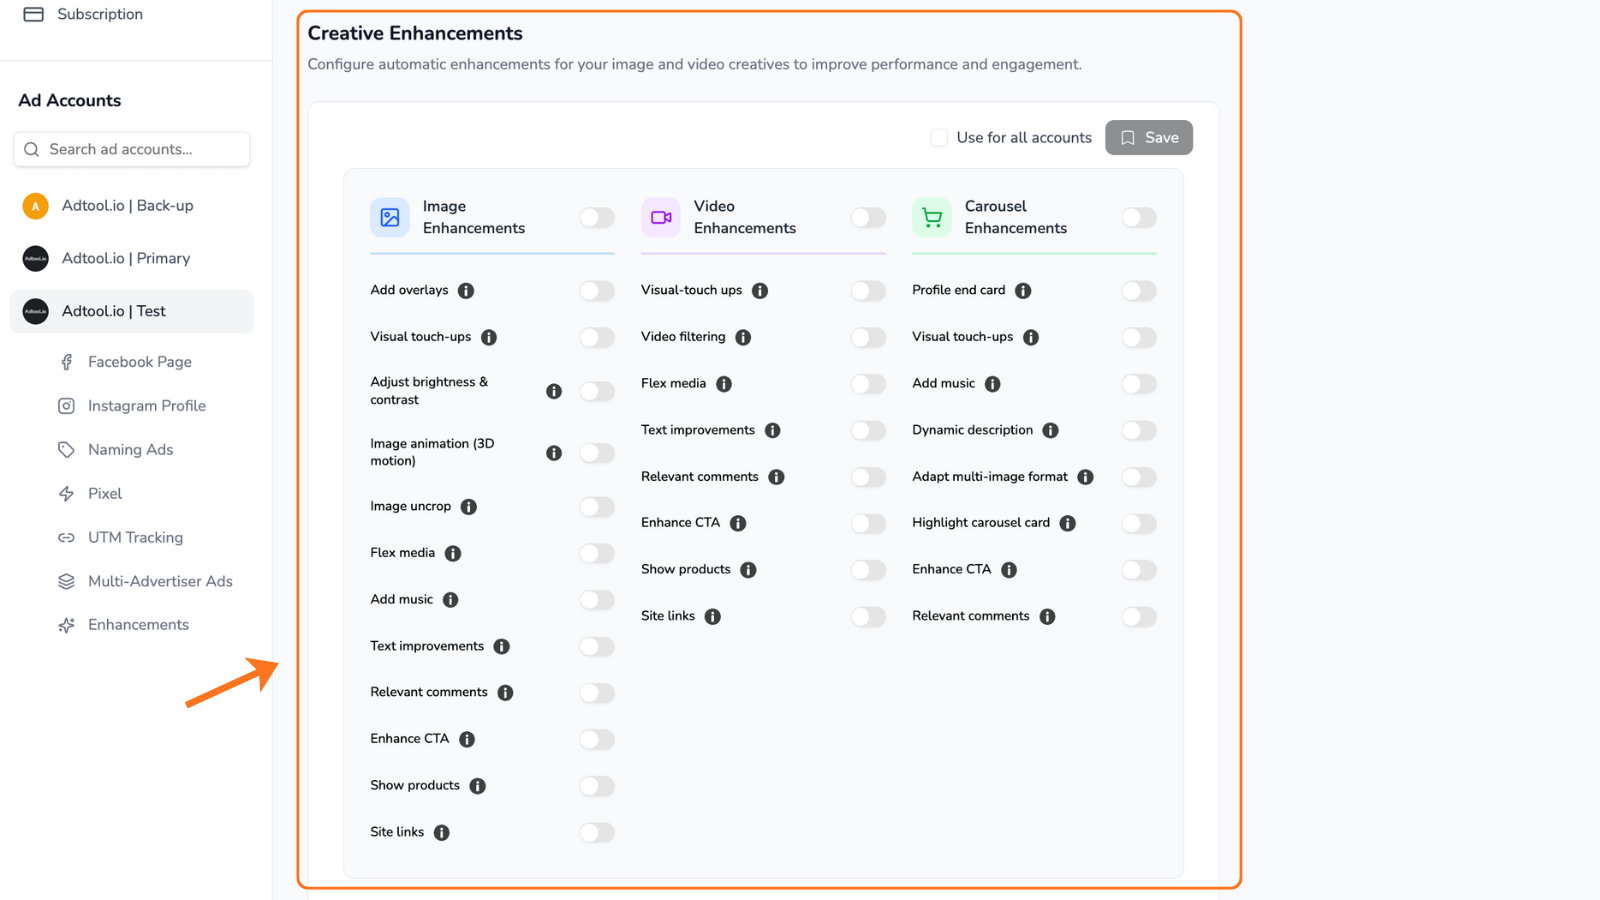 Subscription
Ad Accounts
Search ad accounts...
A
Adtool.io | Back-up
Adtool.io
Adtool.io | Primary
Adtool.io
Adtool.io | Test
Facebook Page
Instagram Profile
Naming Ads
Pixel
UTM Tracking
Multi-Advertiser Ads
Enhancements
Creative Enhancements
Configure automatic enhancements for your image and video creatives to improve performance and engagement.
Use for all accounts
Save
Image
Enhancements
Add overlays
Visual touch-ups
Adjust brightness &
contrast
Image animation (3D
motion)
Image uncrop
Flex media
Add music
Text improvements
Relevant comments
Enhance CTA
Show products
Site links
Video
Enhancements
Visual-touch ups
Video filtering
Flex media
Text improvements
Relevant comments
Enhance CTA
Show products
Site links
Carousel
Enhancements
Profile end card
Visual touch-ups
Add music
Dynamic description
Adapt multi-image format
Highlight carousel card
Enhance CTA
Relevant comments